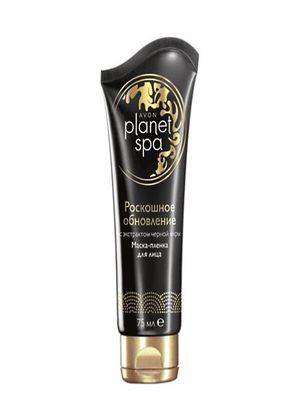 AVON
planet
spa
Роскошное
обновление
с экстрактом черной икры
Маска-пленка
для лица
75 мл e